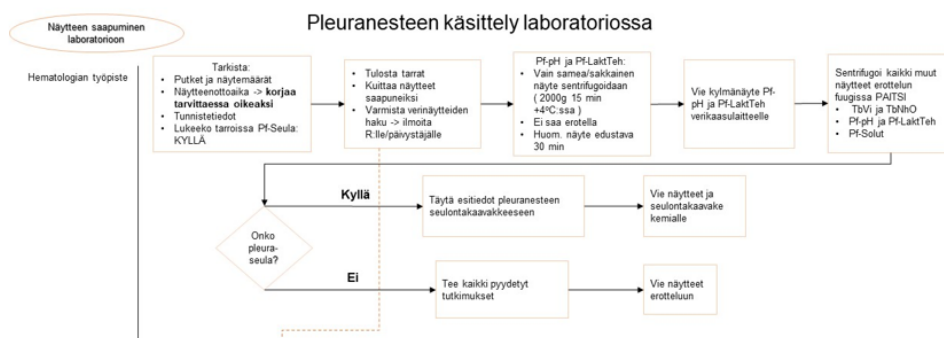 Pleuranesteen käsittely laboratoriossa
Näytteen saapuminen
laboratorioon
Hematologian työpiste
Tarkista:
• Putket ja näytemäärät
• Näytteenottoaika -> korjaa
tarvittaessa oikeaksi
• Tunnistetiedot
• Lukeeko tarroissa Pf-Seula:
KYLLÄ
• Tulosta tarrat
• Kuittaa näytteet
saapuneiksi
• Varmista verinäytteiden
haku -> ilmoita
R:lle/päivystäjälle
Pf-pH ja Pf-LaktTeh:
• Vain samea/sakkainen
näyte sentrifugoidaan
( 2000g 15 min
+4ºC:ssa )
• Ei saa erotella
• Huom. näyte edustava
30 min
Vie kylmänäyte Pf-
pH ja Pf-LaktTeh
verikaasulaitteelle
Sentrifugoi kaikki muut
näytteet erottelun
fuugissa PAITSI
• TbVi ja TbNhO
• Pf-pH ja Pf-LaktTeh
• Pf-Solut
Onko
pleura-
seula?
Kyllä
Täytä esitiedot pleuranesteen
seulontakaavakkeeseen
Vie näytteet ja
seulontakaavake
kemialle
Ei
Tee kaikki pyydetyt
tutkimukset
Vie näytteet
erotteluun